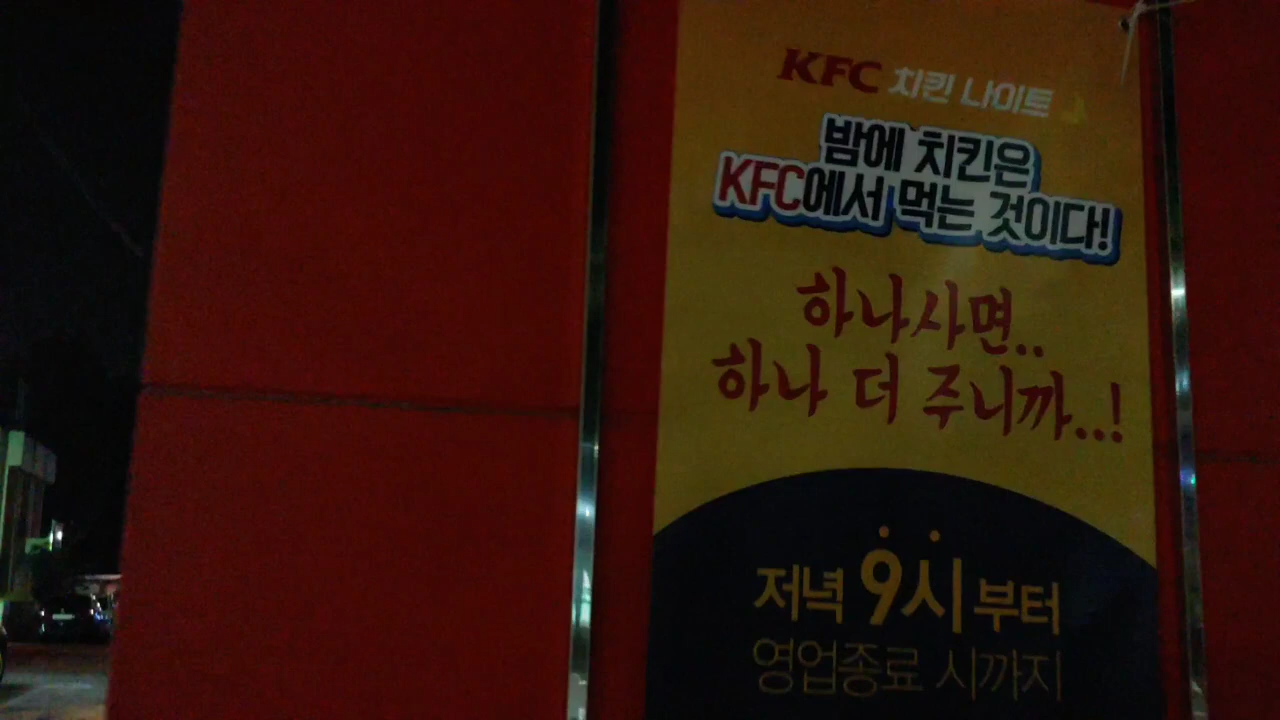 KFC 치킨 나이트
밤에 치킨은
KFC에서 먹는 것이다!
하나사면..
하나 더 주니까...!
저녁 9시 부터
영업종료 시까지